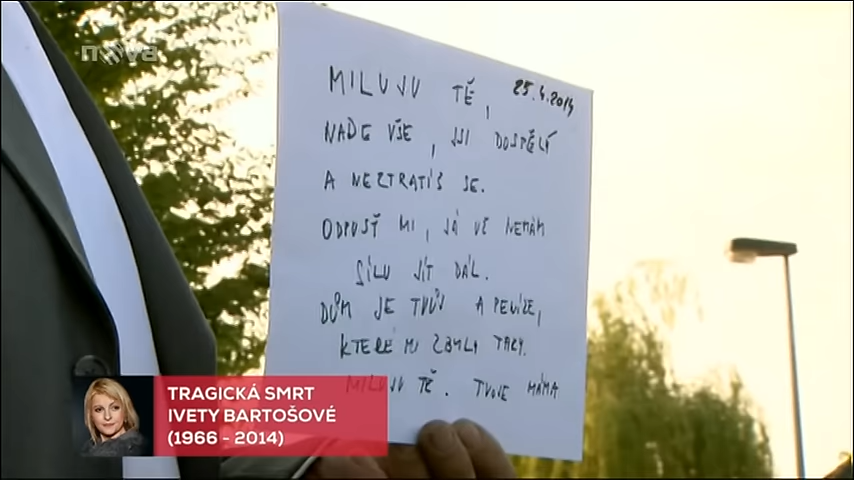 nova
MILUJU TĚ, 25.4.2014
NADE VŠE, JSI DOSPĚLÝ
A NEZTRATÍŠ SE.
ODPUSŤ MI, JÁ UŽ NEMÁM
SÍLU JÍT DÁL.
DŮM JE TVŮJ A PENÍZE,
KTERÉ MI ZBYLY TAKY.
MILUJU TĚ. TVOJE MÁMA
TRAGICKÁ SMRT
IVETY BARTOŠOVÉ
(1966 - 2014)